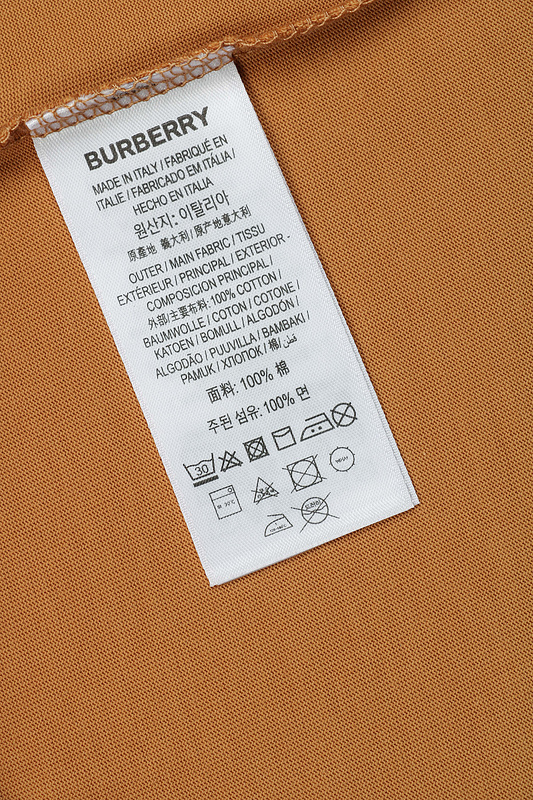 BURBERRY
MADE IN ITALY / FABRIQUÉ EN
ITALIE / FABRICADO EM ITÁLIA /
HECHO EN ITALIA
원산지: 이탈리아
原產地 義大利 / 原产地意大利
OUTER / MAIN FABRIC / TISSU
EXTÉRIEUR / PRINCIPAL / EXTERIOR -
COMPOSICION PRINCIPAL /
外部/主要布料: 100% COTTON /
BAUMWOLLE / COTON / COTONE /
KATOEN / BOMULL / ALGODÓN /
ALGODÃO / PUUVILLA / BAMBAKI /
PAMUK / ХЛОПОК / 棉 / قطن
面料: 100% 棉
주된 섬유: 100% 면
30